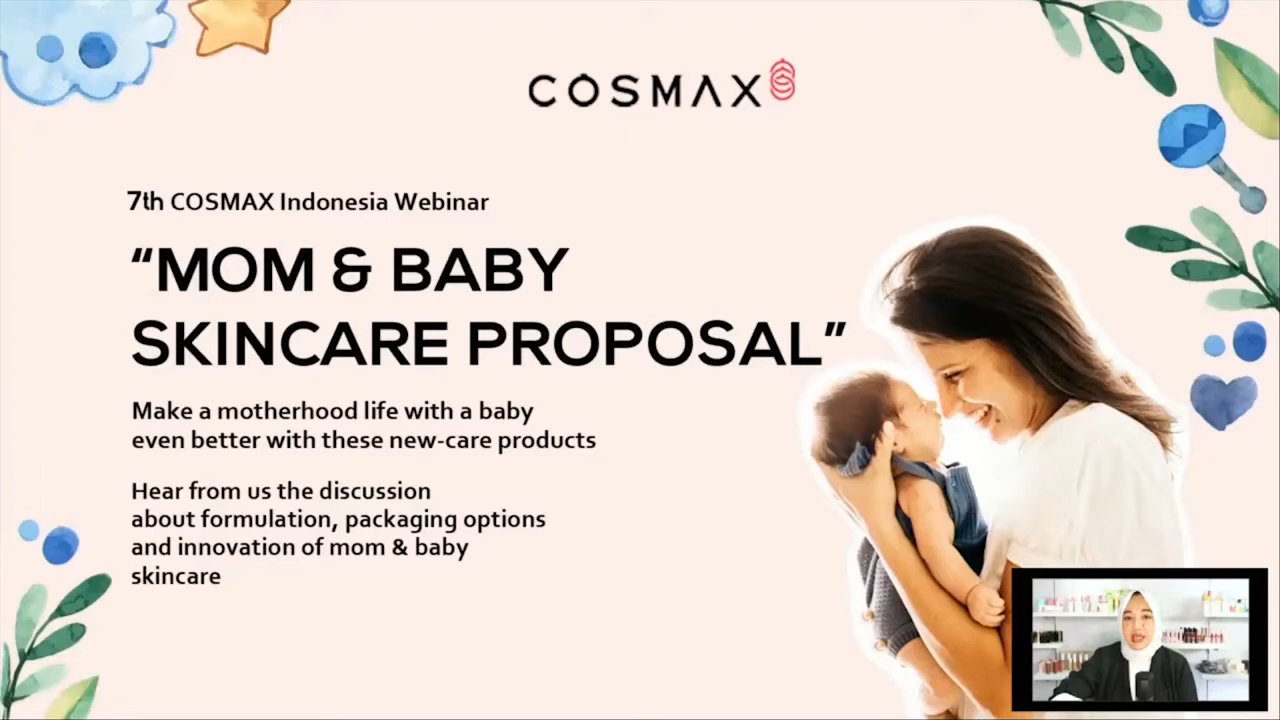 COSMAX
7th COSMAX Indonesia Webinar
“MOM & BABY
SKINCARE PROPOSAL”
Make a motherhood life with a baby
even better with these new-care products
Hear from us the discussion
about formulation, packaging options
and innovation of mom & baby
skincare